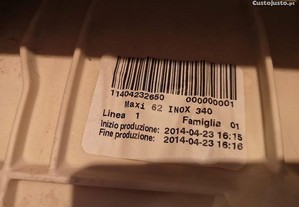 CustoJusto.pt
11404232650 000000001
Maxi 62 INOX 340
Linea 1 Famiglia 01
Inizio produzione: 2014-04-23 16:15
Fine produzione: 2014-04-23 16:16